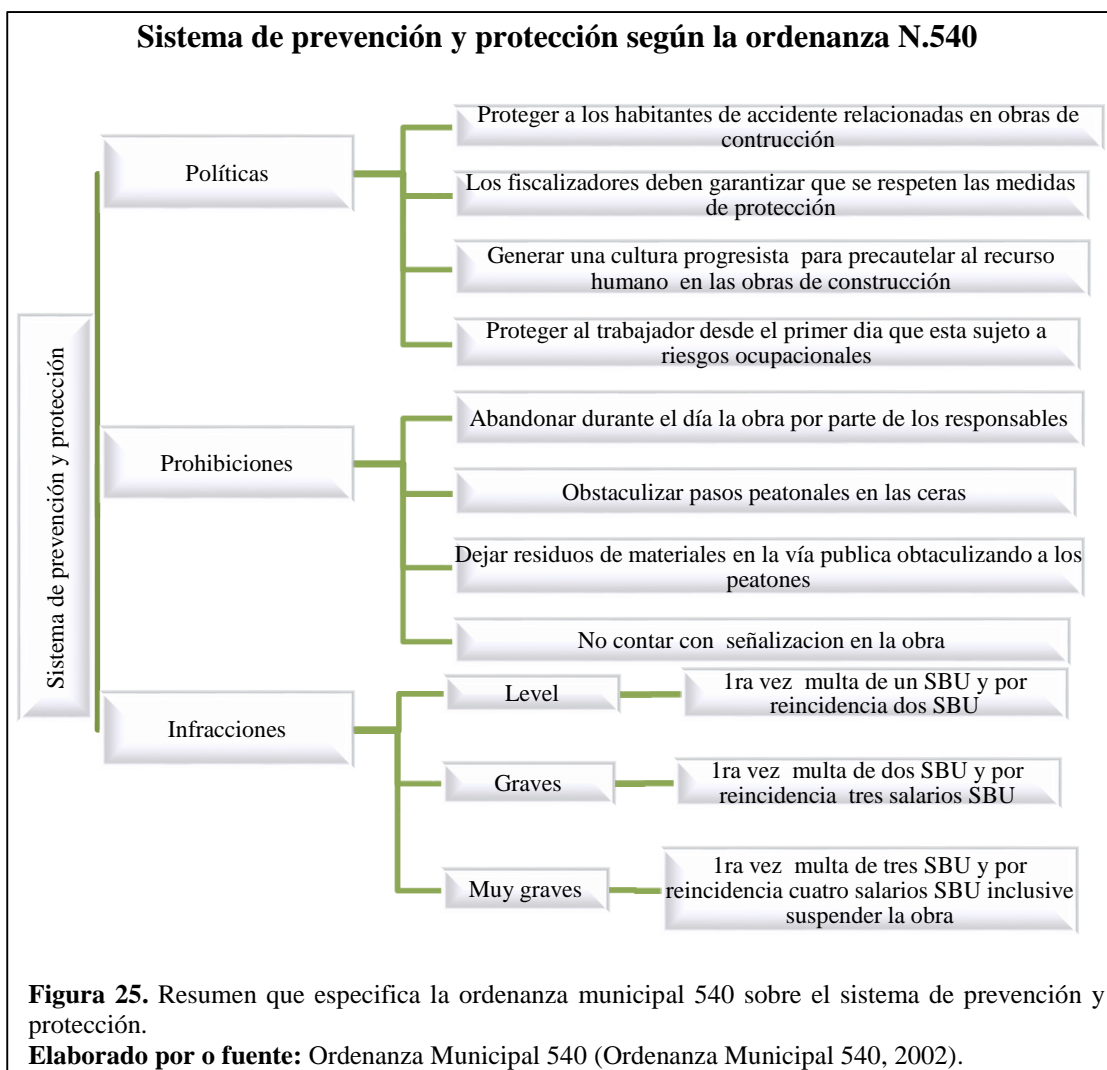 Sistema de prevención y protección según la ordenanza N.540
Sistema de prevención y protección
Políticas
Proteger a los habitantes de accidente relacionadas en obras de
contrucción
Los fiscalizadores deben garantizar que se respeten las medidas
de protección
Generar una cultura progresista para precautelar al recurso
humano en las obras de construcción
Proteger al trabajador desde el primer dia que esta sujeto a
riesgos ocupacionales
Prohibiciones
Abandonar durante el día la obra por parte de los responsables
Obstaculizar pasos peatonales en las ceras
Dejar residuos de materiales en la vía publica obtaculizando a los
peatones
No contar con señalizacion en la obra
Infracciones
Level
1ra vez multa de un SBU y por
reincidencia dos SBU
Graves
1ra vez multa de dos SBU y por
reincidencia tres salarios SBU
Muy graves
1ra vez multa de tres SBU y por
reincidencia cuatro salarios SBU inclusive
suspender la obra
Figura 25. Resumen que especifica la ordenanza municipal 540 sobre el sistema de prevención y
protección.
Elaborado por o fuente: Ordenanza Municipal 540 (Ordenanza Municipal 540, 2002).